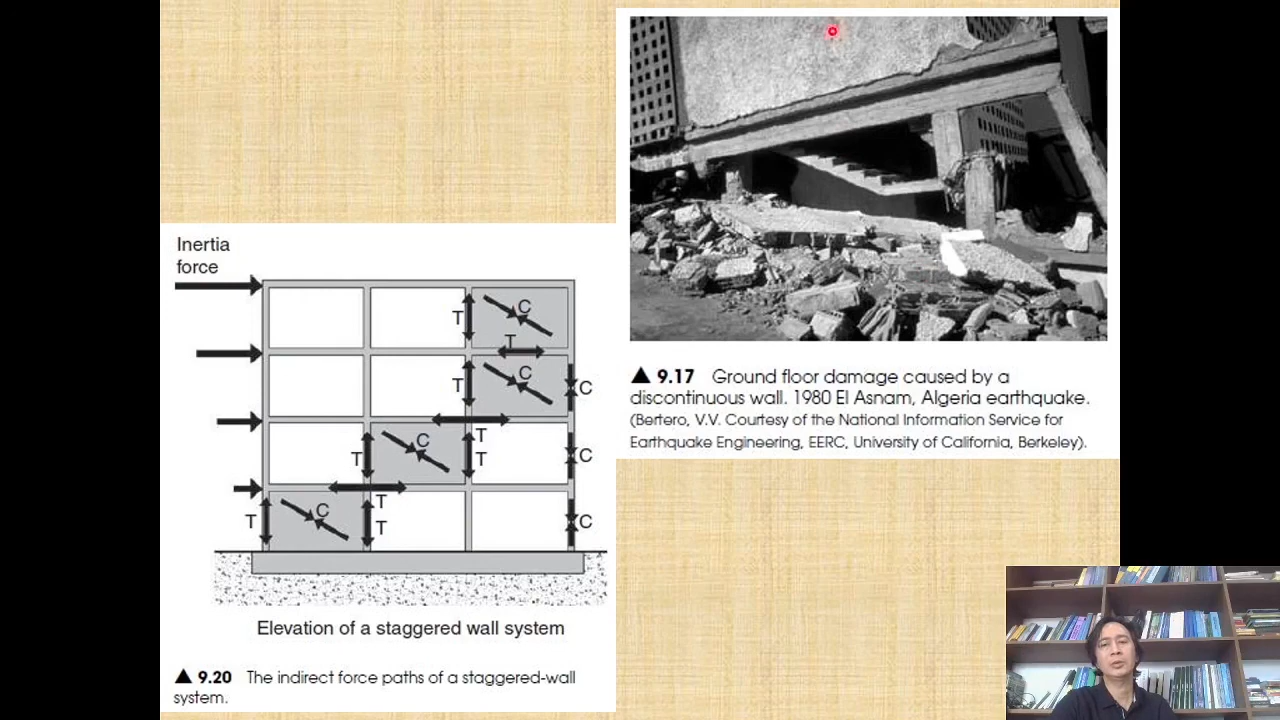 Inertia
force
C
T
T
C
T
C
C
T
T
T
C
C
T
T
T
C
Elevation of a staggered wall system
▲ 9.20 The indirect force paths of a staggered-wall
system.
▲ 9.17 Ground floor damage caused by a
discontinuous wall. 1980 El Asnam, Algeria earthquake.
(Bertero, V.V. Courtesy of the National Information Service for
Earthquake Engineering, EERC, University of California, Berkeley).